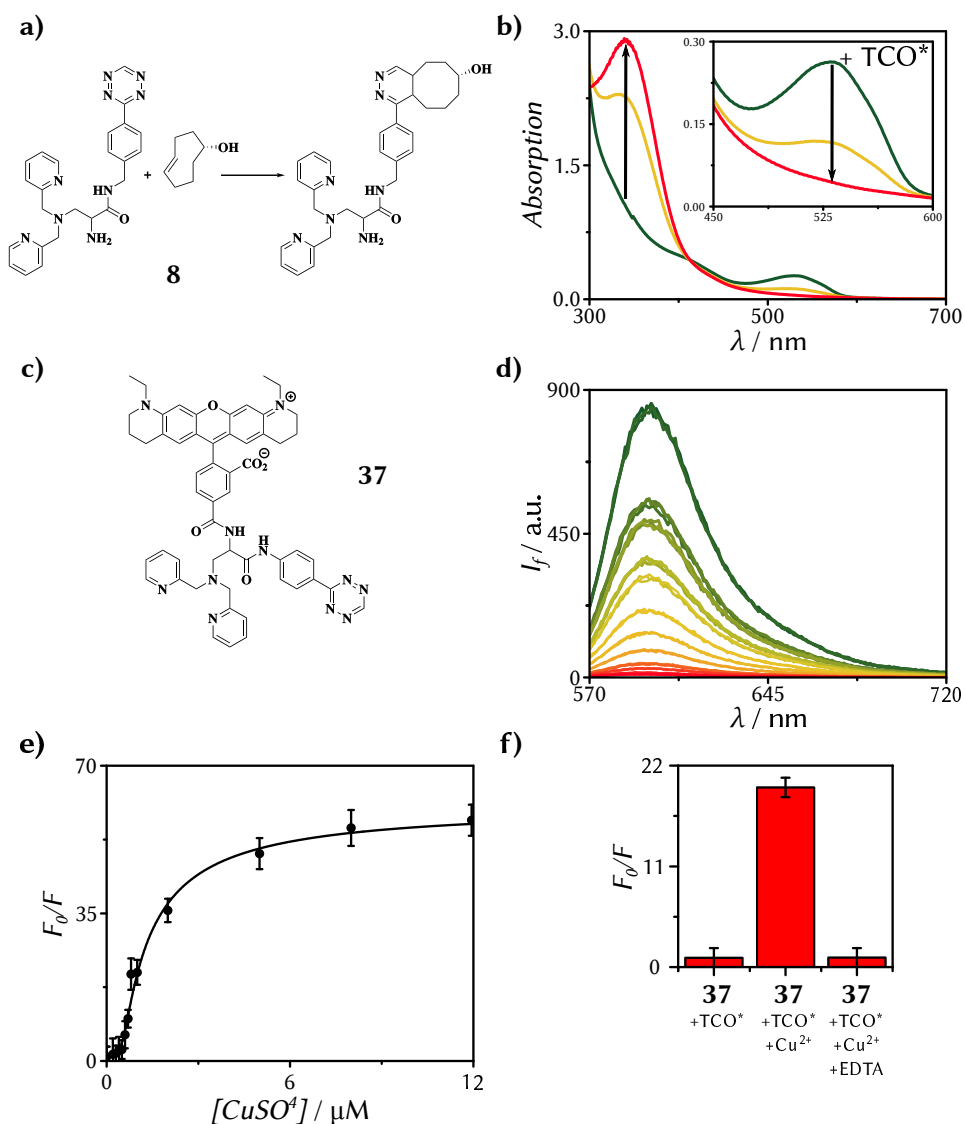 a)
N
N
N
N
HN
O
N
N
NH₂
N
8
+
OH
N
N
OH
HN
O
N
N
NH₂
N
b)
3.0
1.5
0.0
300
500
700
Absorption
λ / nm
0.30
0.15
0.00
450
525
600
+ TCO*
c)
N
O
N
⊕
CO₂
⊖
37
O
NH
H
N
O
N
N
N
N
N
N
N
d)
900
450
0
570
645
720
I_f / a.u.
λ / nm
e)
70
35
0
0
6
12
F₀/F
[CuSO⁴] / μM
f)
22
11
0
F₀/F
37
+TCO*
37
+TCO*
+Cu²⁺
37
+TCO*
+Cu²⁺
+EDTA